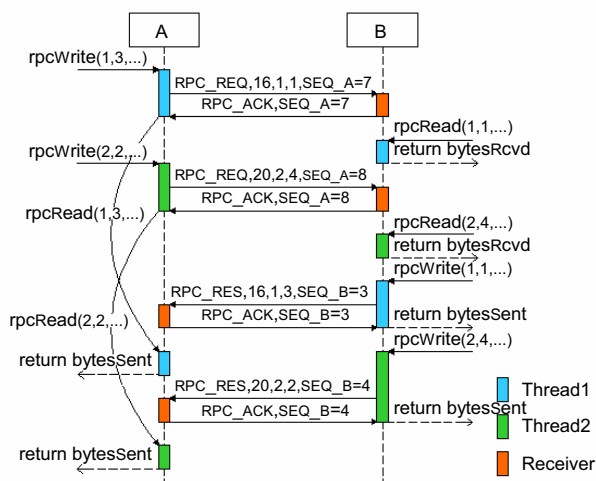 A
B
rpcWrite(1,3,...)
RPC_REQ,16,1,1,SEQ_A=7
RPC_ACK,SEQ_A=7
rpcRead(1,1,...)
return bytesRcvd
rpcWrite(2,2,...)
RPC_REQ,20,2,4,SEQ_A=8
RPC_ACK,SEQ_A=8
rpcRead(1,3,...)
rpcRead(2,4,...)
return bytesRcvd
rpcWrite(1,1,...)
RPC_RES,16,1,3,SEQ_B=3
RPC_ACK,SEQ_B=3
return bytesSent
rpcRead(2,2,...)
rpcWrite(2,4,...)
return bytesSent
RPC_RES,20,2,2,SEQ_B=4
RPC_ACK,SEQ_B=4
return bytesSent
return bytesSent
Thread1
Thread2
Receiver